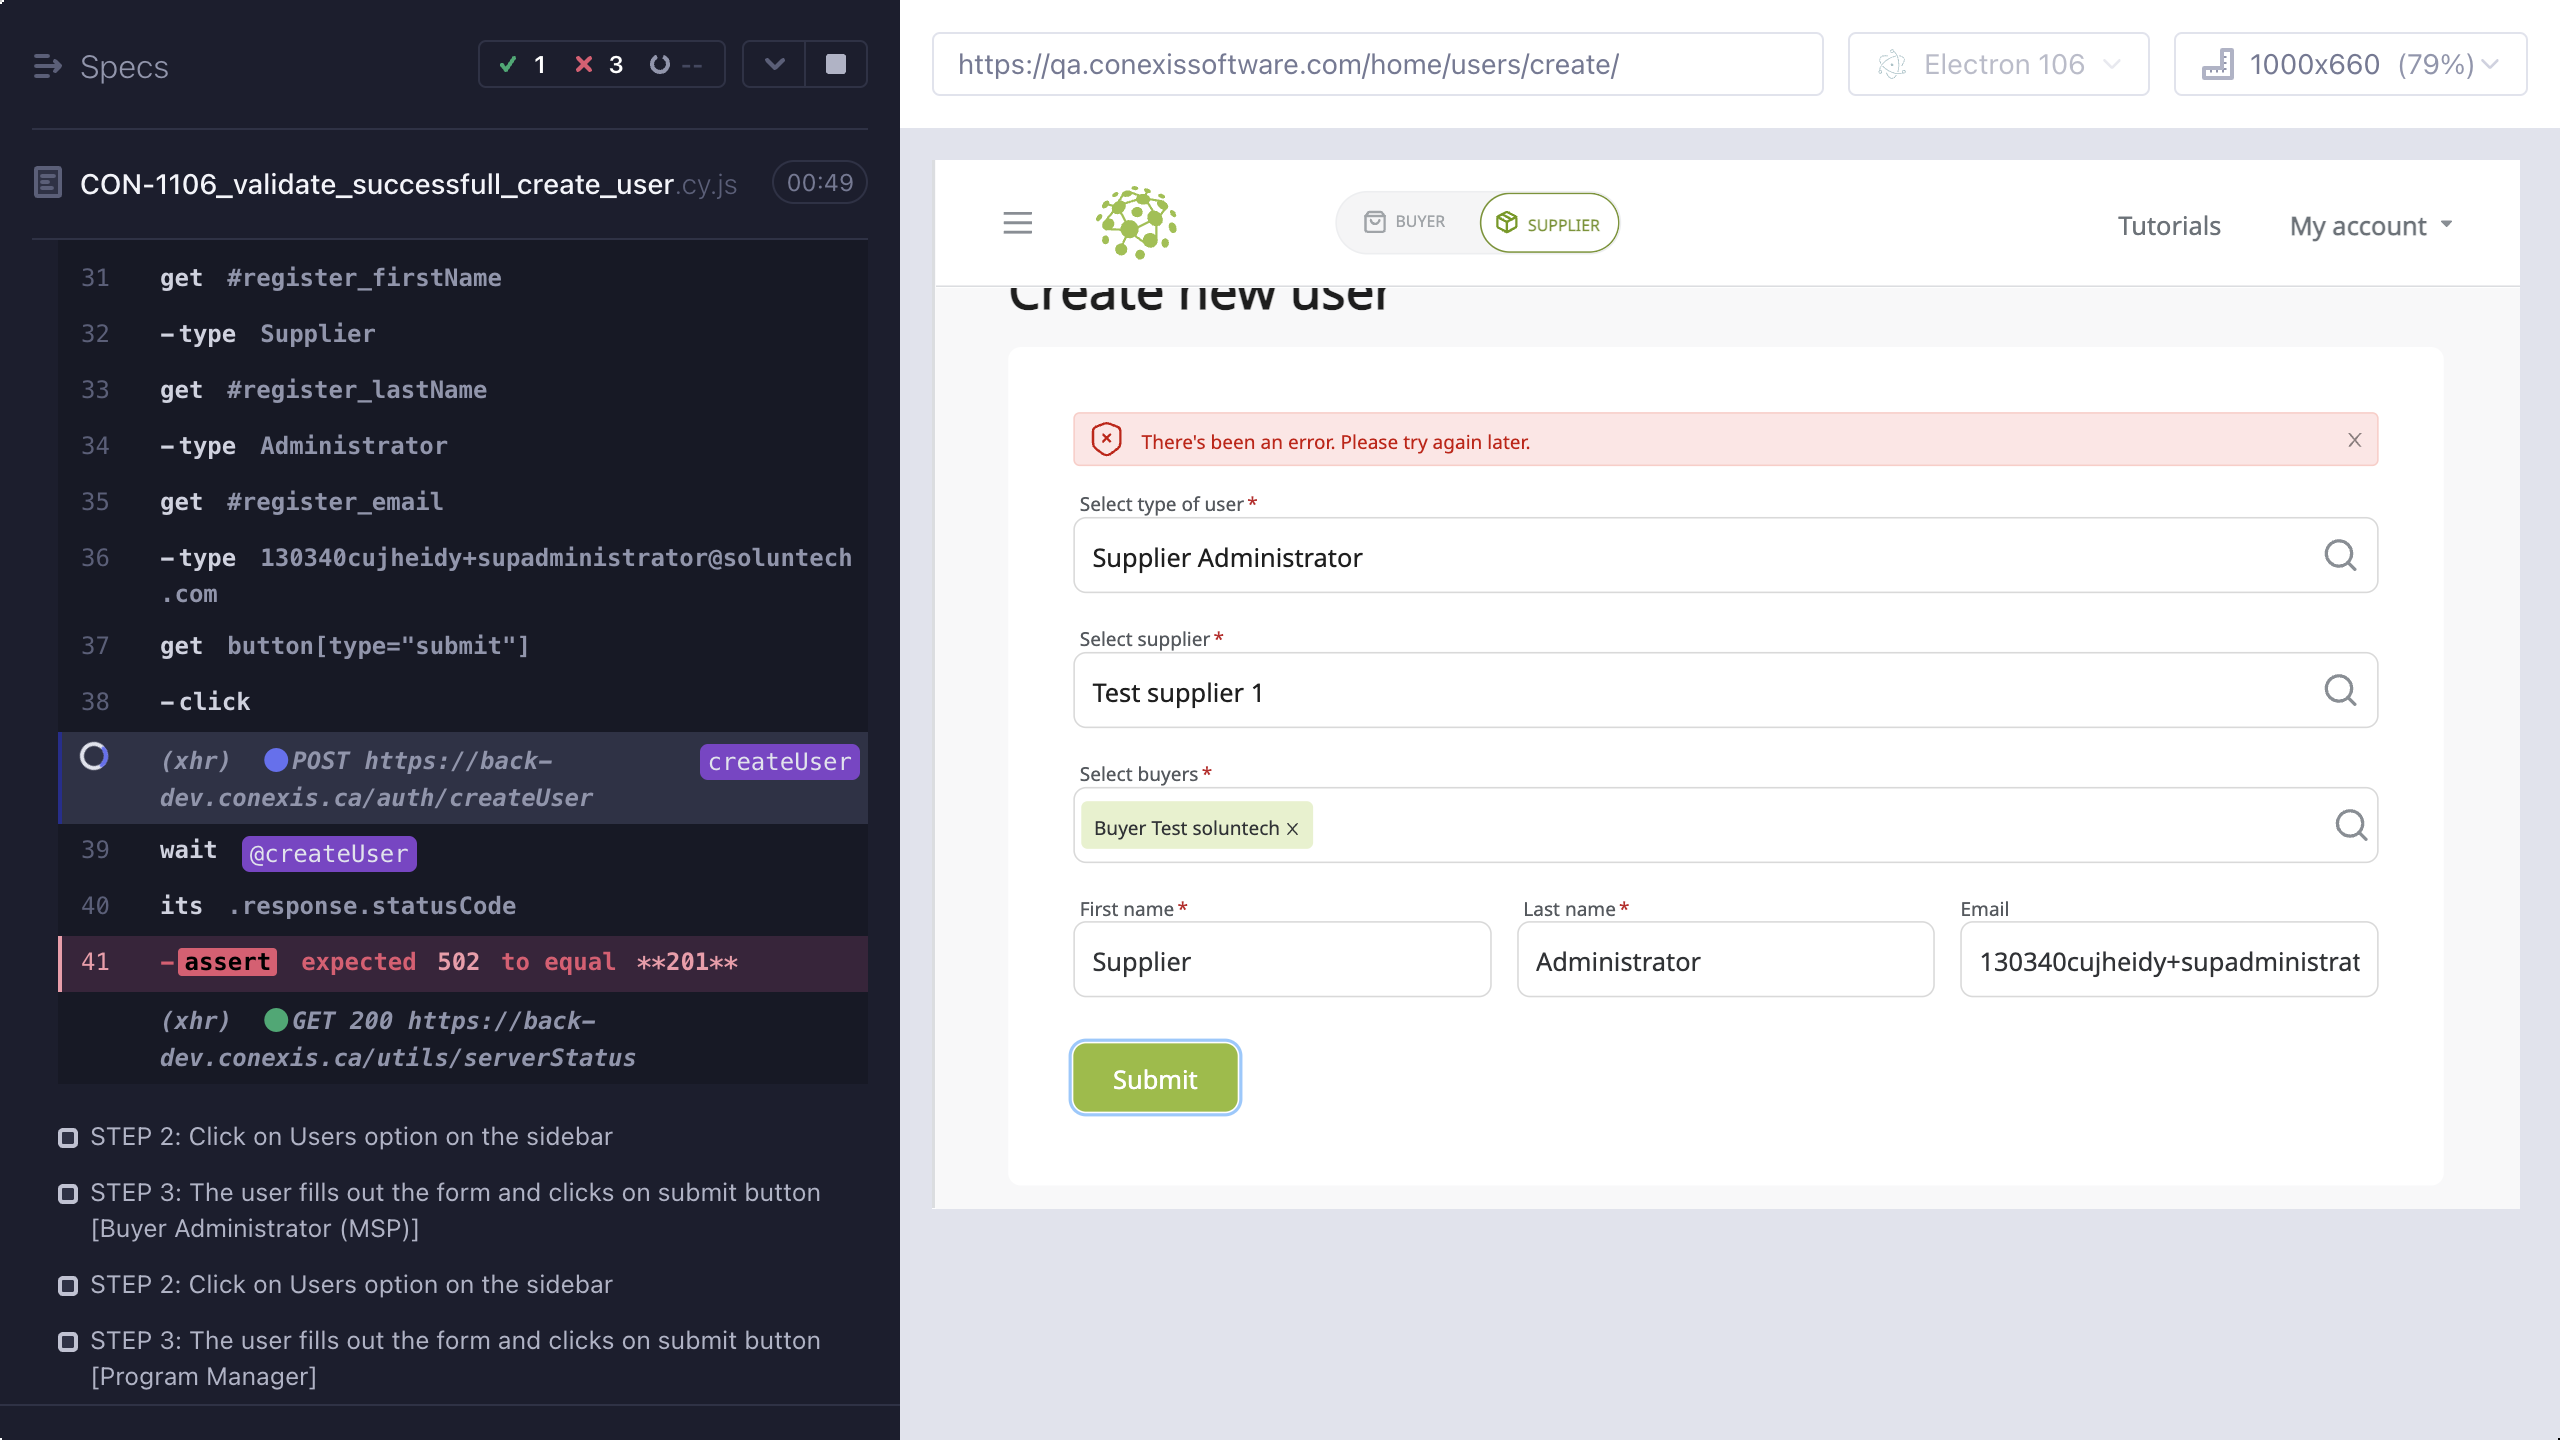 Specs
1 3 --
CON-1106_validate_successfull_create_user.cy.js 00:49
31 get #register_firstName
32 -type Supplier
33 get #register_lastName
34 -type Administrator
35 get #register_email
36 -type 130340cujheidy+supadministrator@soluntech
.com
37 get button[type="submit"]
38 -click
(xhr) POST https://back- createUser
dev.conexis.ca/auth/createUser
39 wait @createUser
40 its .response.statusCode
41 -assert expected 502 to equal **201**
(xhr) GET 200 https://back-
dev.conexis.ca/utils/serverStatus
STEP 2: Click on Users option on the sidebar
STEP 3: The user fills out the form and clicks on submit button
[Buyer Administrator (MSP)]
STEP 2: Click on Users option on the sidebar
STEP 3: The user fills out the form and clicks on submit button
[Program Manager]
https://qa.conexissoftware.com/home/users/create/
Electron 106
1000x660 (79%)
BUYER
SUPPLIER
Tutorials
My account
Create new user
There's been an error. Please try again later.
Select type of user*
Supplier Administrator
Select supplier*
Test supplier 1
Select buyers*
Buyer Test soluntech
First name* Last name* Email
Supplier Administrator 130340cujheidy+supadministrat
Submit